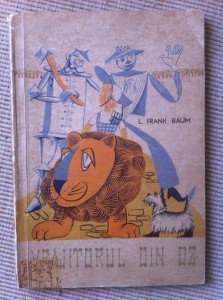 L. FRANK BAUM
VRAJITORUL DIN OZ